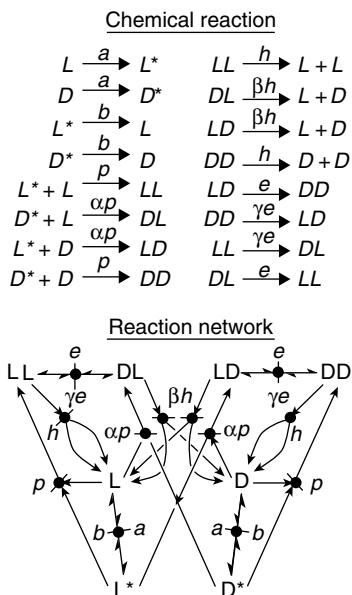 Chemical reaction
L a→ L* LL h→ L + L
D a→ D* DL βh→ L + D
L* b→ L LD βh→ L + D
D* b→ D DD h→ D + D
L* + L p→ LL LD e→ DD
D* + L αp→ DL DD γe→ LD
L* + D αp→ LD LL γe→ DL
D* + D p→ DD DL e→ LL
Reaction network
e e
LL DL LD DD
γe βh γe
h αp αp h
p L D p
b a a b
L* D*